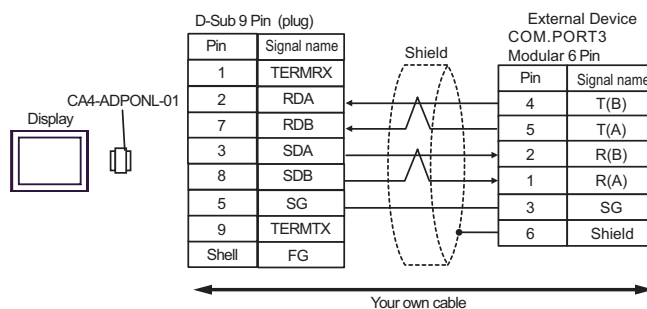 D-Sub 9 Pin (plug)
Pin Signal name
1 TERMRX
2 RDA
7 RDB
3 SDA
8 SDB
5 SG
9 TERMTX
Shell FG
Display
CA4-ADPONL-01
Shield
External Device
COM.PORT3
Modular 6 Pin
Pin Signal name
4 T(B)
5 T(A)
2 R(B)
1 R(A)
3 SG
6 Shield
Your own cable